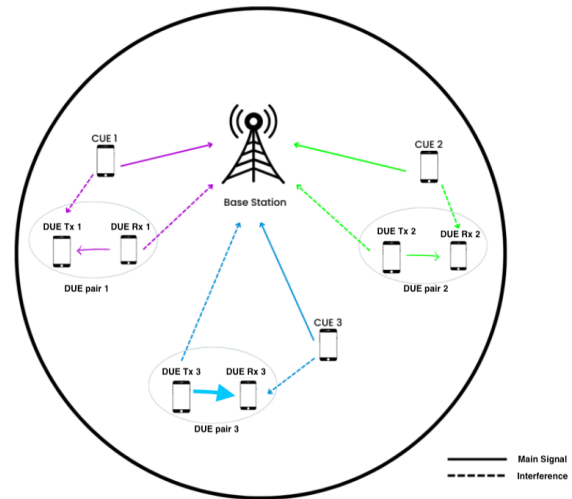 CUE 1
CUE 2
Base Station
DUE Tx 1
DUE Rx 1
DUE Tx 2
DUE Rx 2
DUE pair 1
DUE pair 2
CUE 3
DUE Tx 3
DUE Rx 3
DUE pair 3
Main Signal
Interference